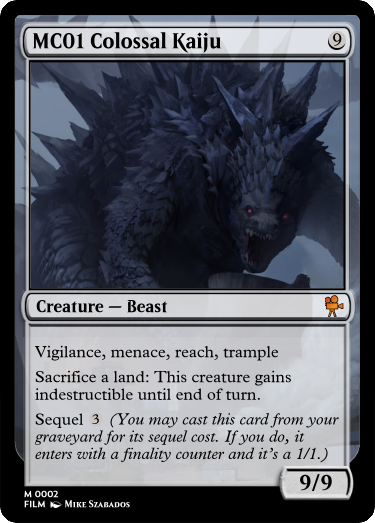 MC01 Colossal Kaiju 9
Creature — Beast
Vigilance, menace, reach, trample
Sacrifice a land: This creature gains
indestructible until end of turn.
Sequel 3 (You may cast this card from your
graveyard for its sequel cost. If you do, it
enters with a finality counter and it's a 1/1.)
9/9
M 0002
FILM Mike Szabados